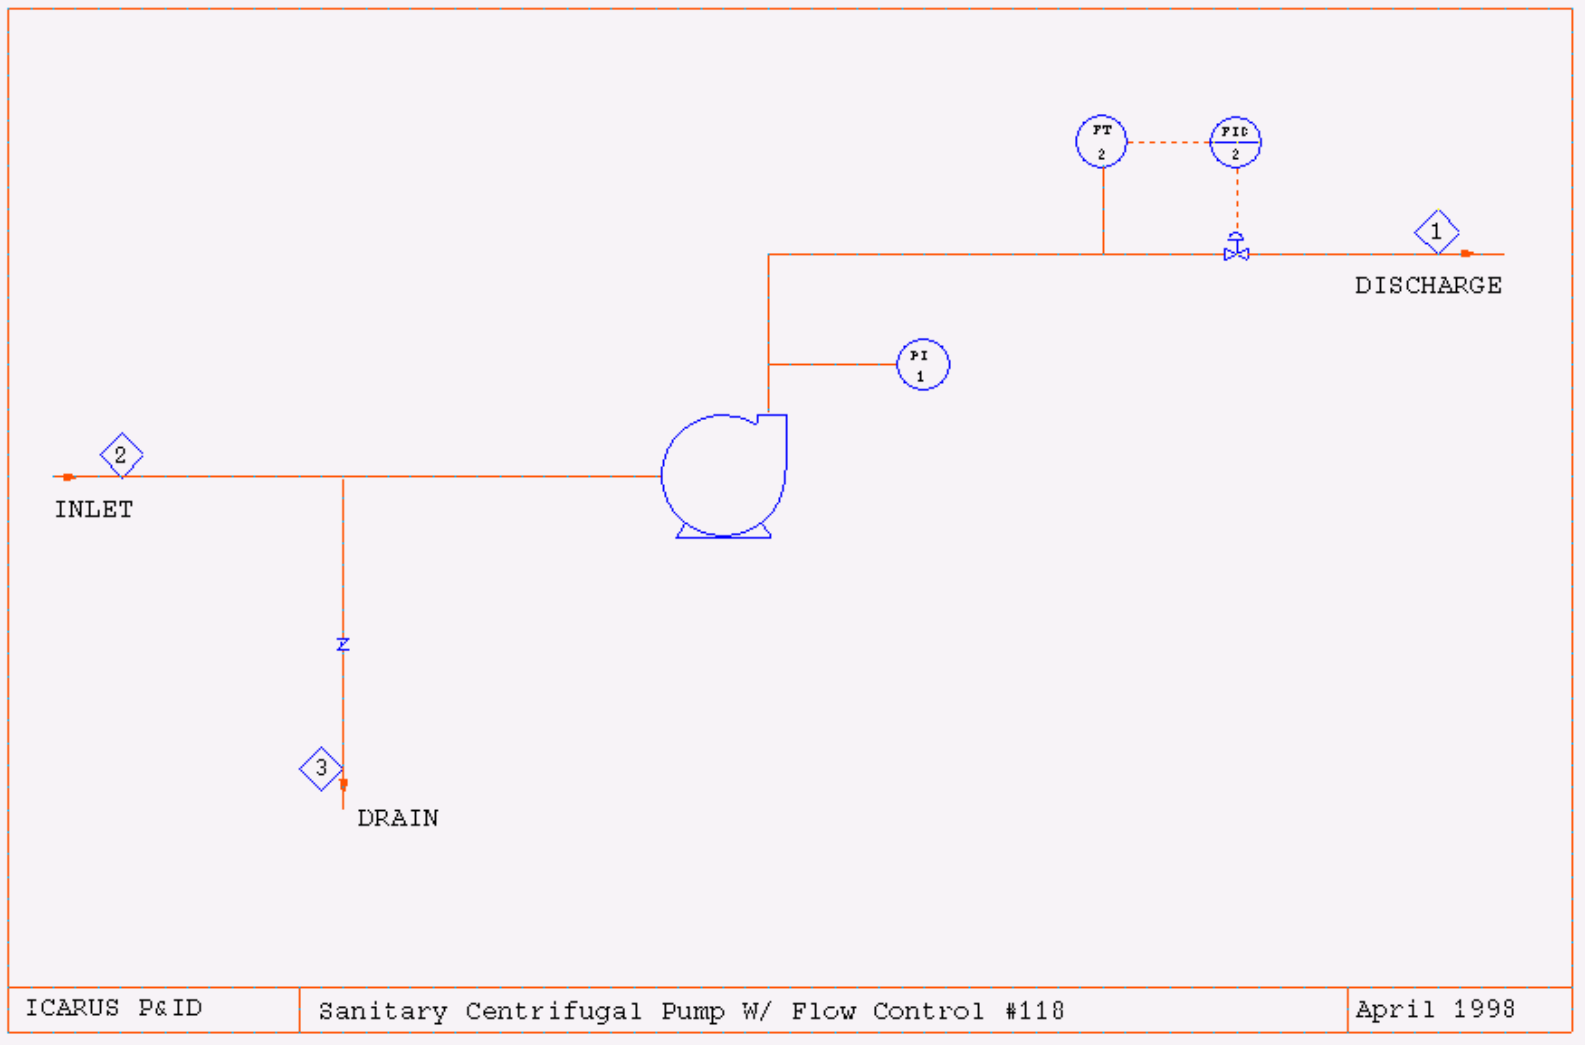 FT
2
FIC
2
1
DISCHARGE
PI
1
2
INLET
3
DRAIN
ICARUS P&ID
Sanitary Centrifugal Pump W/ Flow Control #118
April 1998